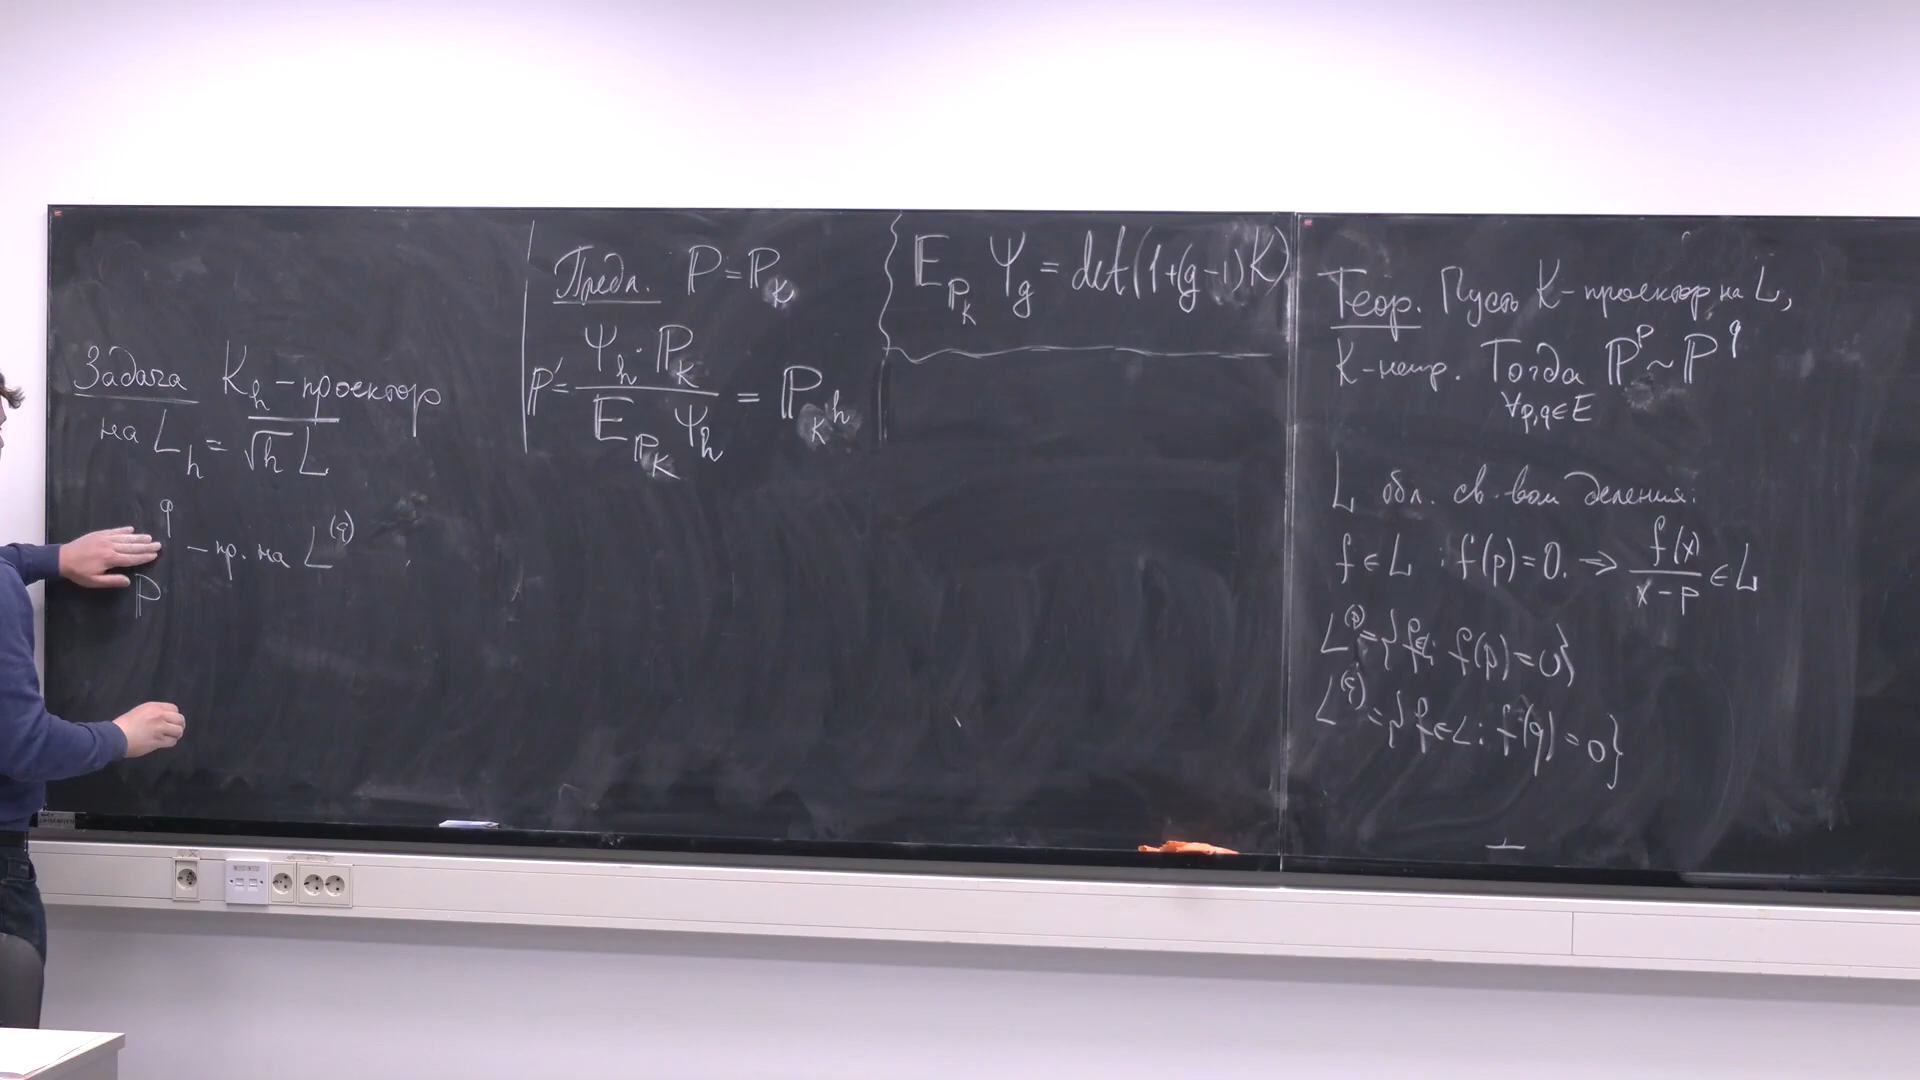 Задача K_h - проектор
на L_h = √h L
P^q - пр. на L^(q)
Предл. ℙ = ℙ_K
ℙ' = Ψ_h · ℙ_K / E_{ℙ_K} Ψ_h = ℙ_{K^h}
E_{ℙ_K} Ψ_g = det(1+(g-1)K)
Теор. Пусть K - проектор на L,
K - непр. Тогда ℙ^p ~ ℙ^q
∀p,q∈E
L обл. св-вом деления:
f∈L : f(p)=0. ⇒ f(x)/(x-p) ∈ L
L^(p) = {f∈L: f(p)=0}
L^(q) = {f∈L: f(q)=0}